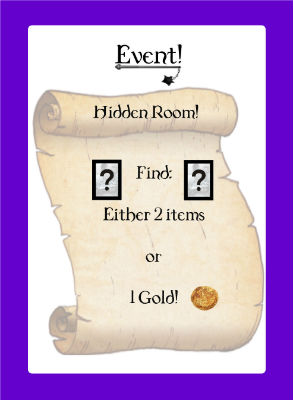 Event!
Hidden Room!
? Find: ?
Either 2 items
or
1 Gold!